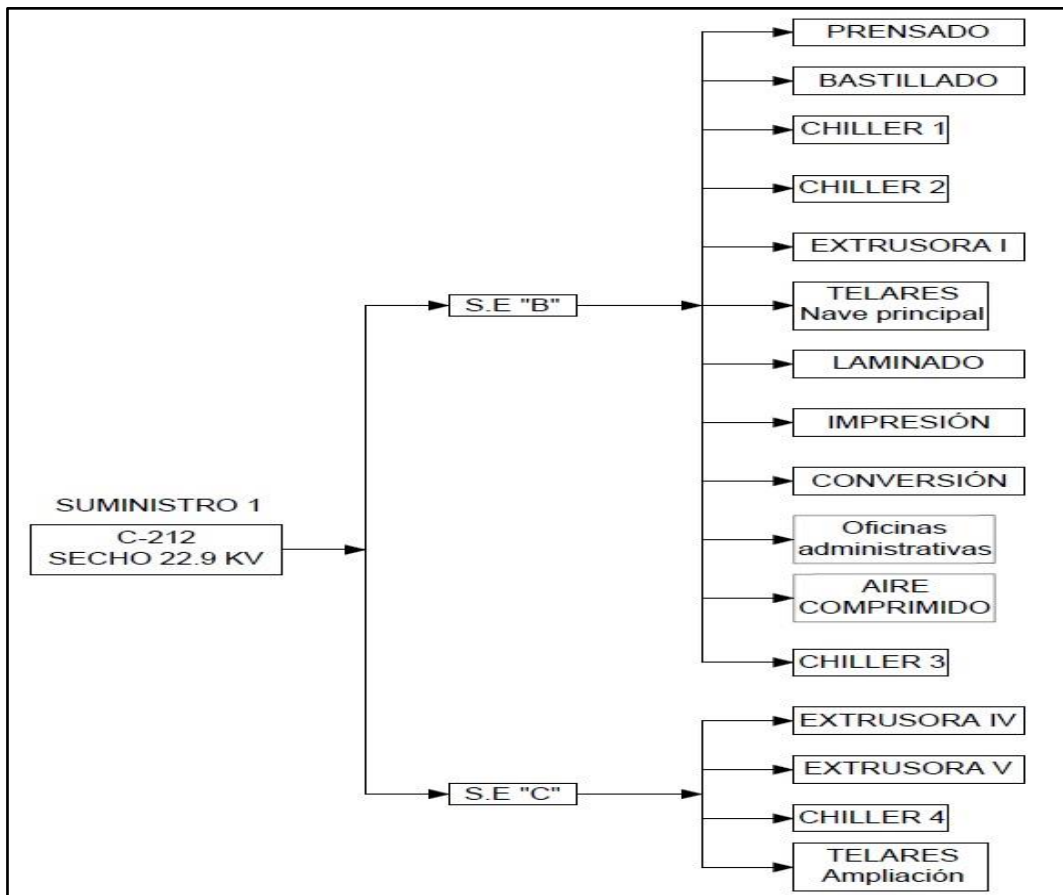 PRENSADO
BASTILLADO
CHILLER 1
CHILLER 2
EXTRUSORA I
S.E "B"
TELARES
Nave principal
LAMINADO
IMPRESIÓN
CONVERSIÓN
SUMINISTRO 1
C-212
SECHO 22.9 KV
Oficinas
administrativas
AIRE
COMPRIMIDO
CHILLER 3
EXTRUSORA IV
EXTRUSORA V
S.E "C"
CHILLER 4
TELARES
Ampliación